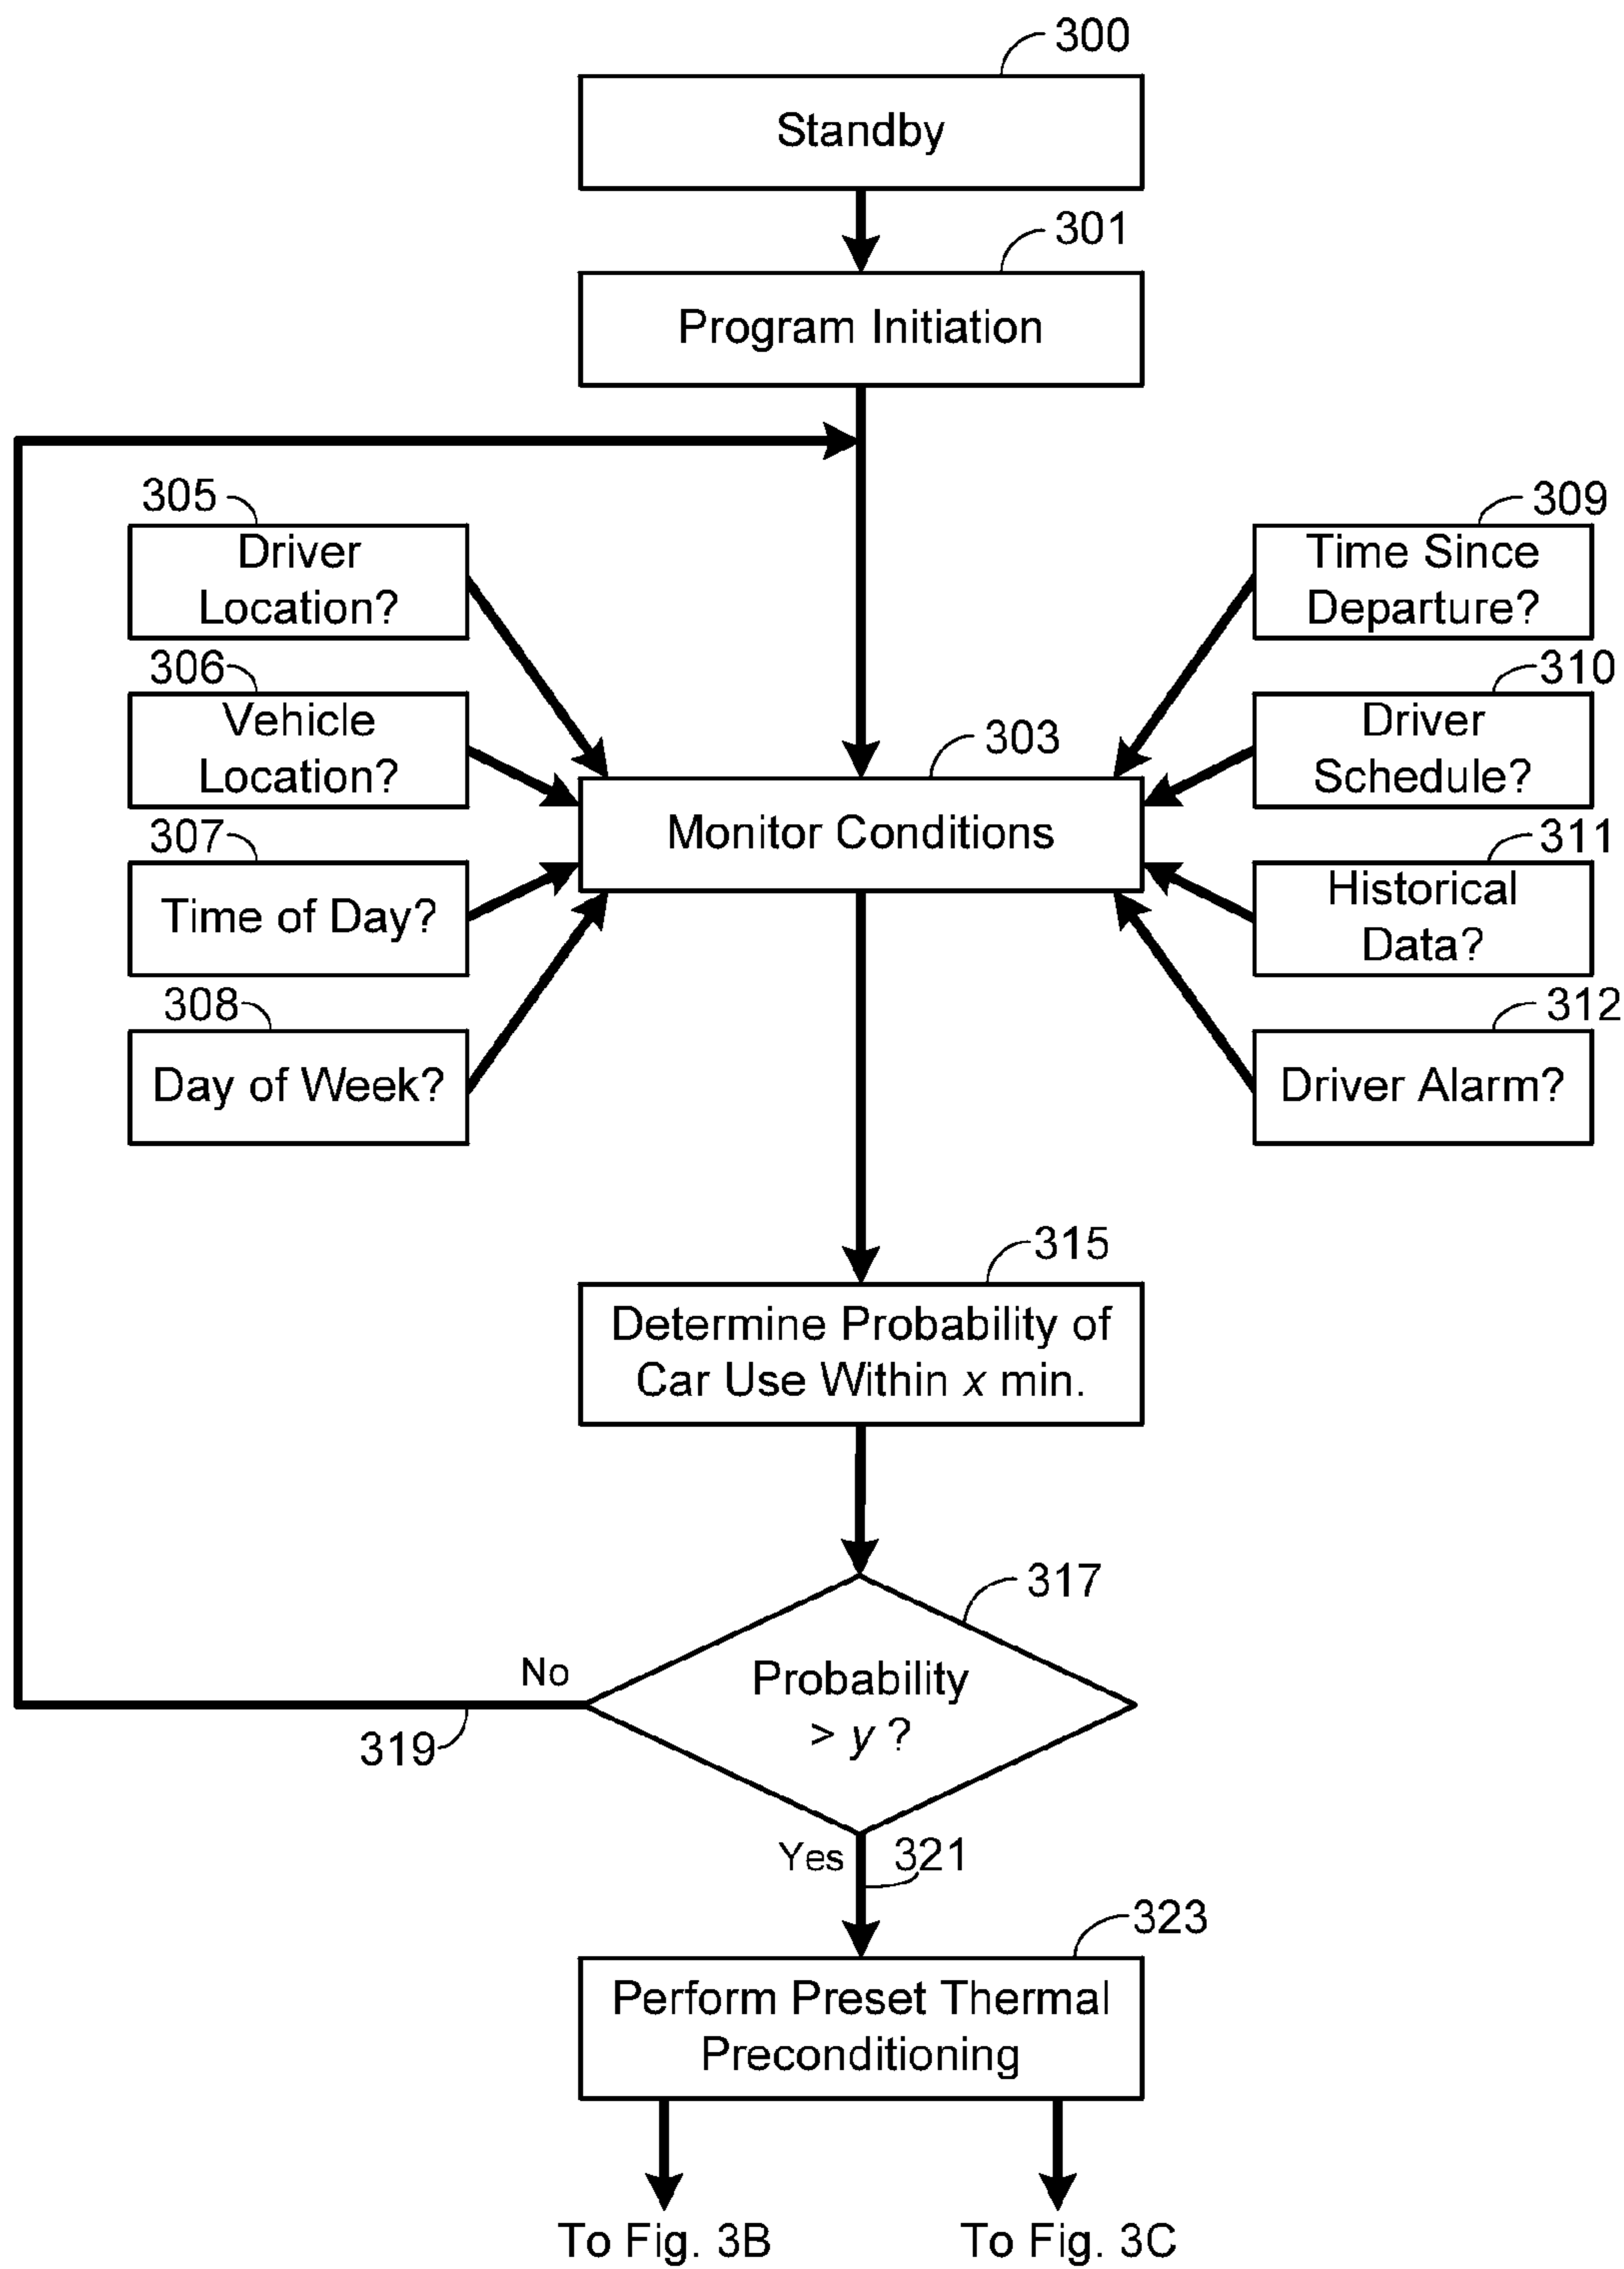 300
Standby
301
Program Initiation
305
Driver
Location?
309
Time Since
Departure?
306
Vehicle
Location?
310
Driver
Schedule?
303
Monitor Conditions
307
Time of Day?
311
Historical
Data?
308
Day of Week?
312
Driver Alarm?
315
Determine Probability of
Car Use Within x min.
317
Probability
> y ?
No
319
Yes
321
323
Perform Preset Thermal
Preconditioning
To Fig. 3B
To Fig. 3C